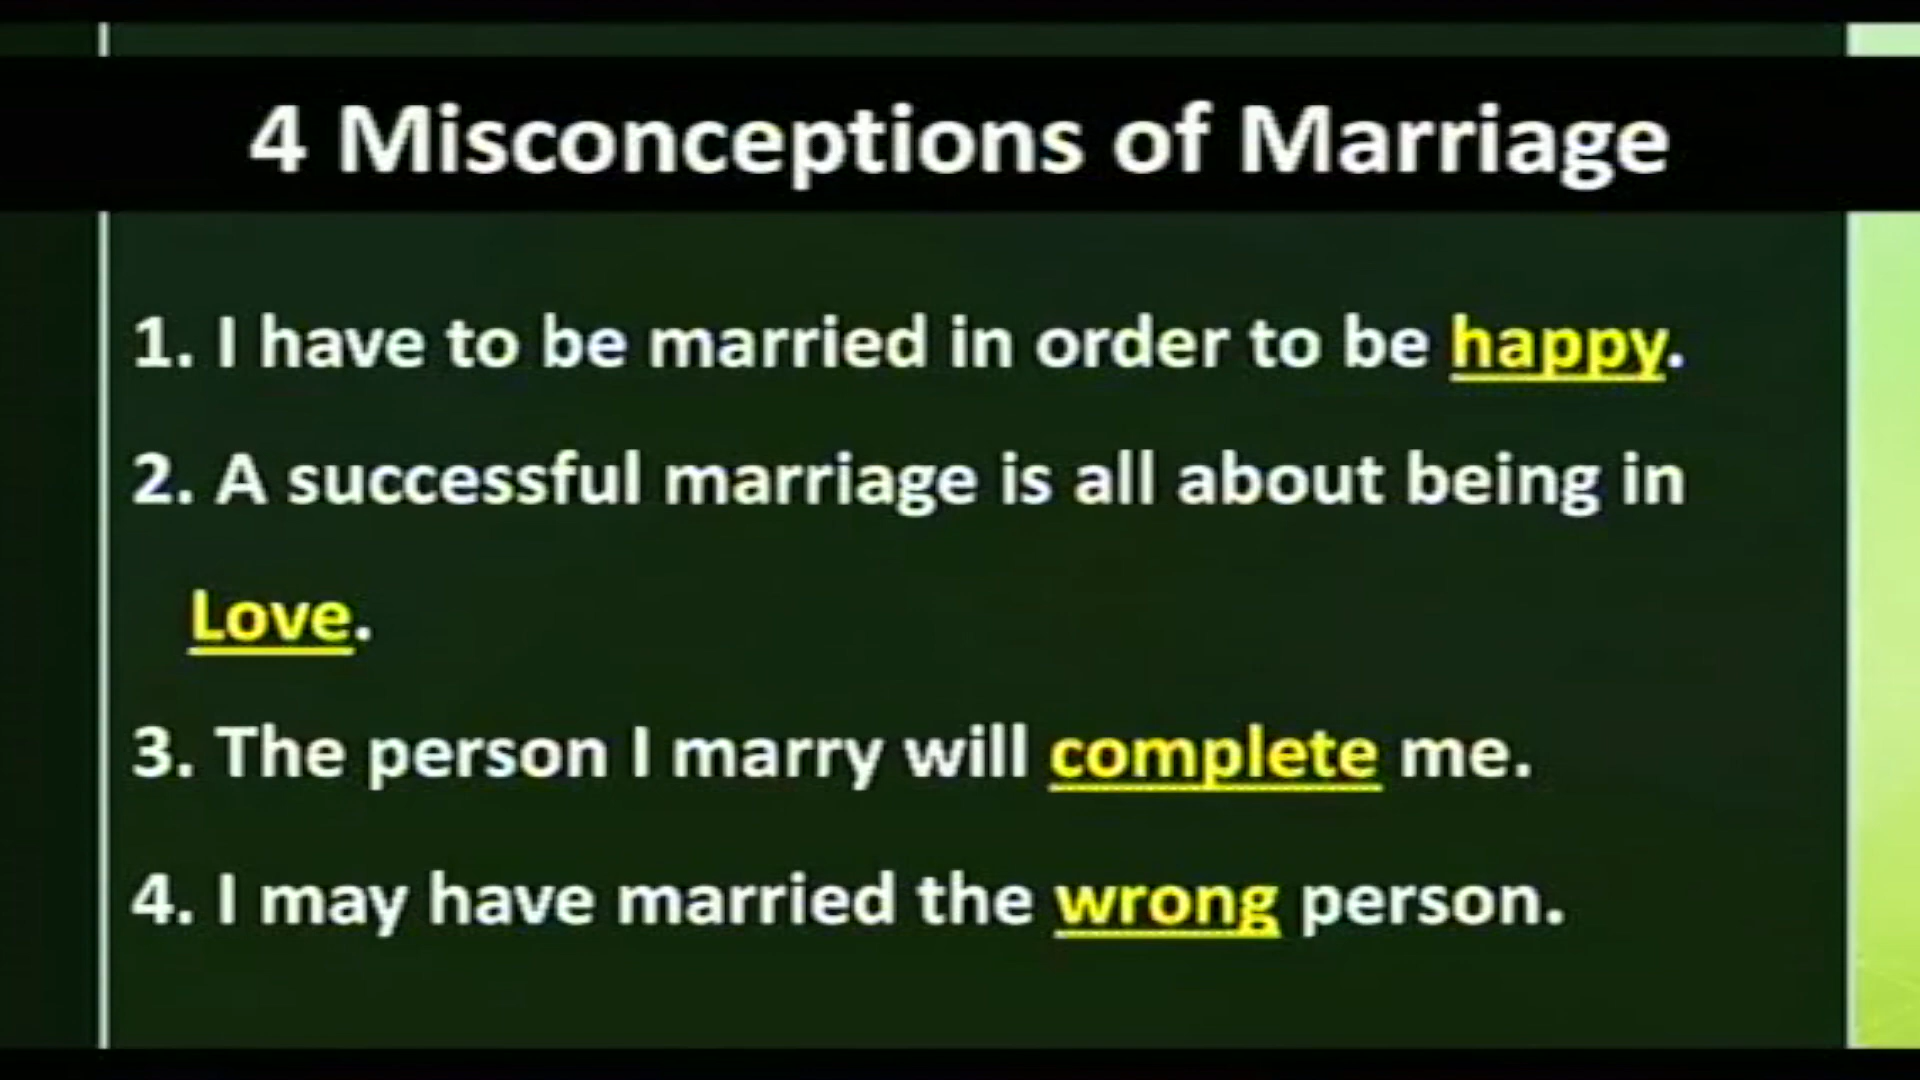 4 Misconceptions of Marriage
1. I have to be married in order to be happy.
2. A successful marriage is all about being in
Love.
3. The person I marry will complete me.
4. I may have married the wrong person.